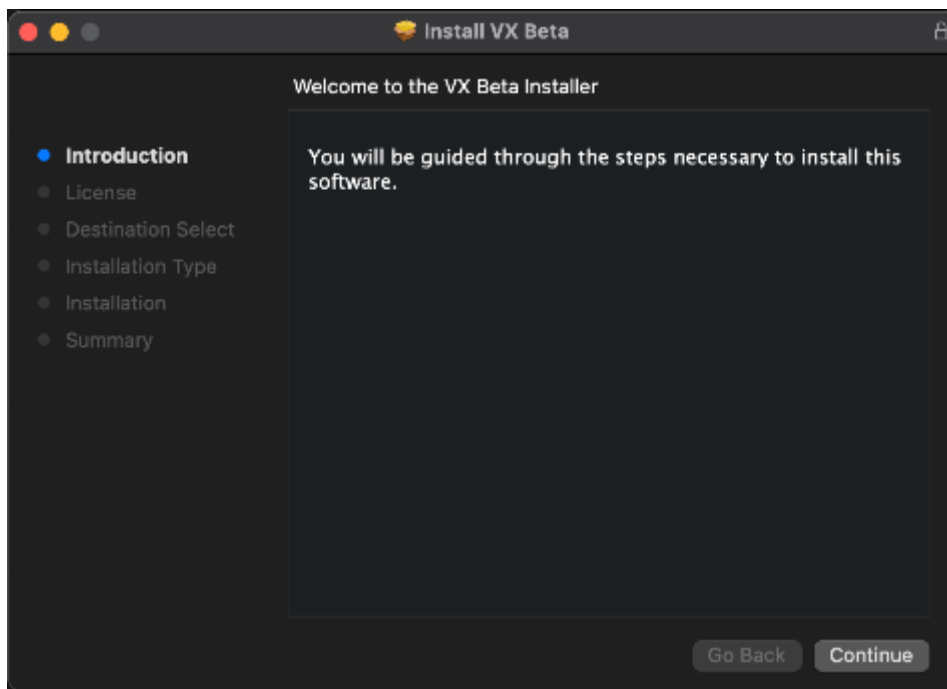 Install VX Beta
Welcome to the VX Beta Installer
Introduction
License
Destination Select
Installation Type
Installation
Summary
You will be guided through the steps necessary to install this
software.
Go Back
Continue